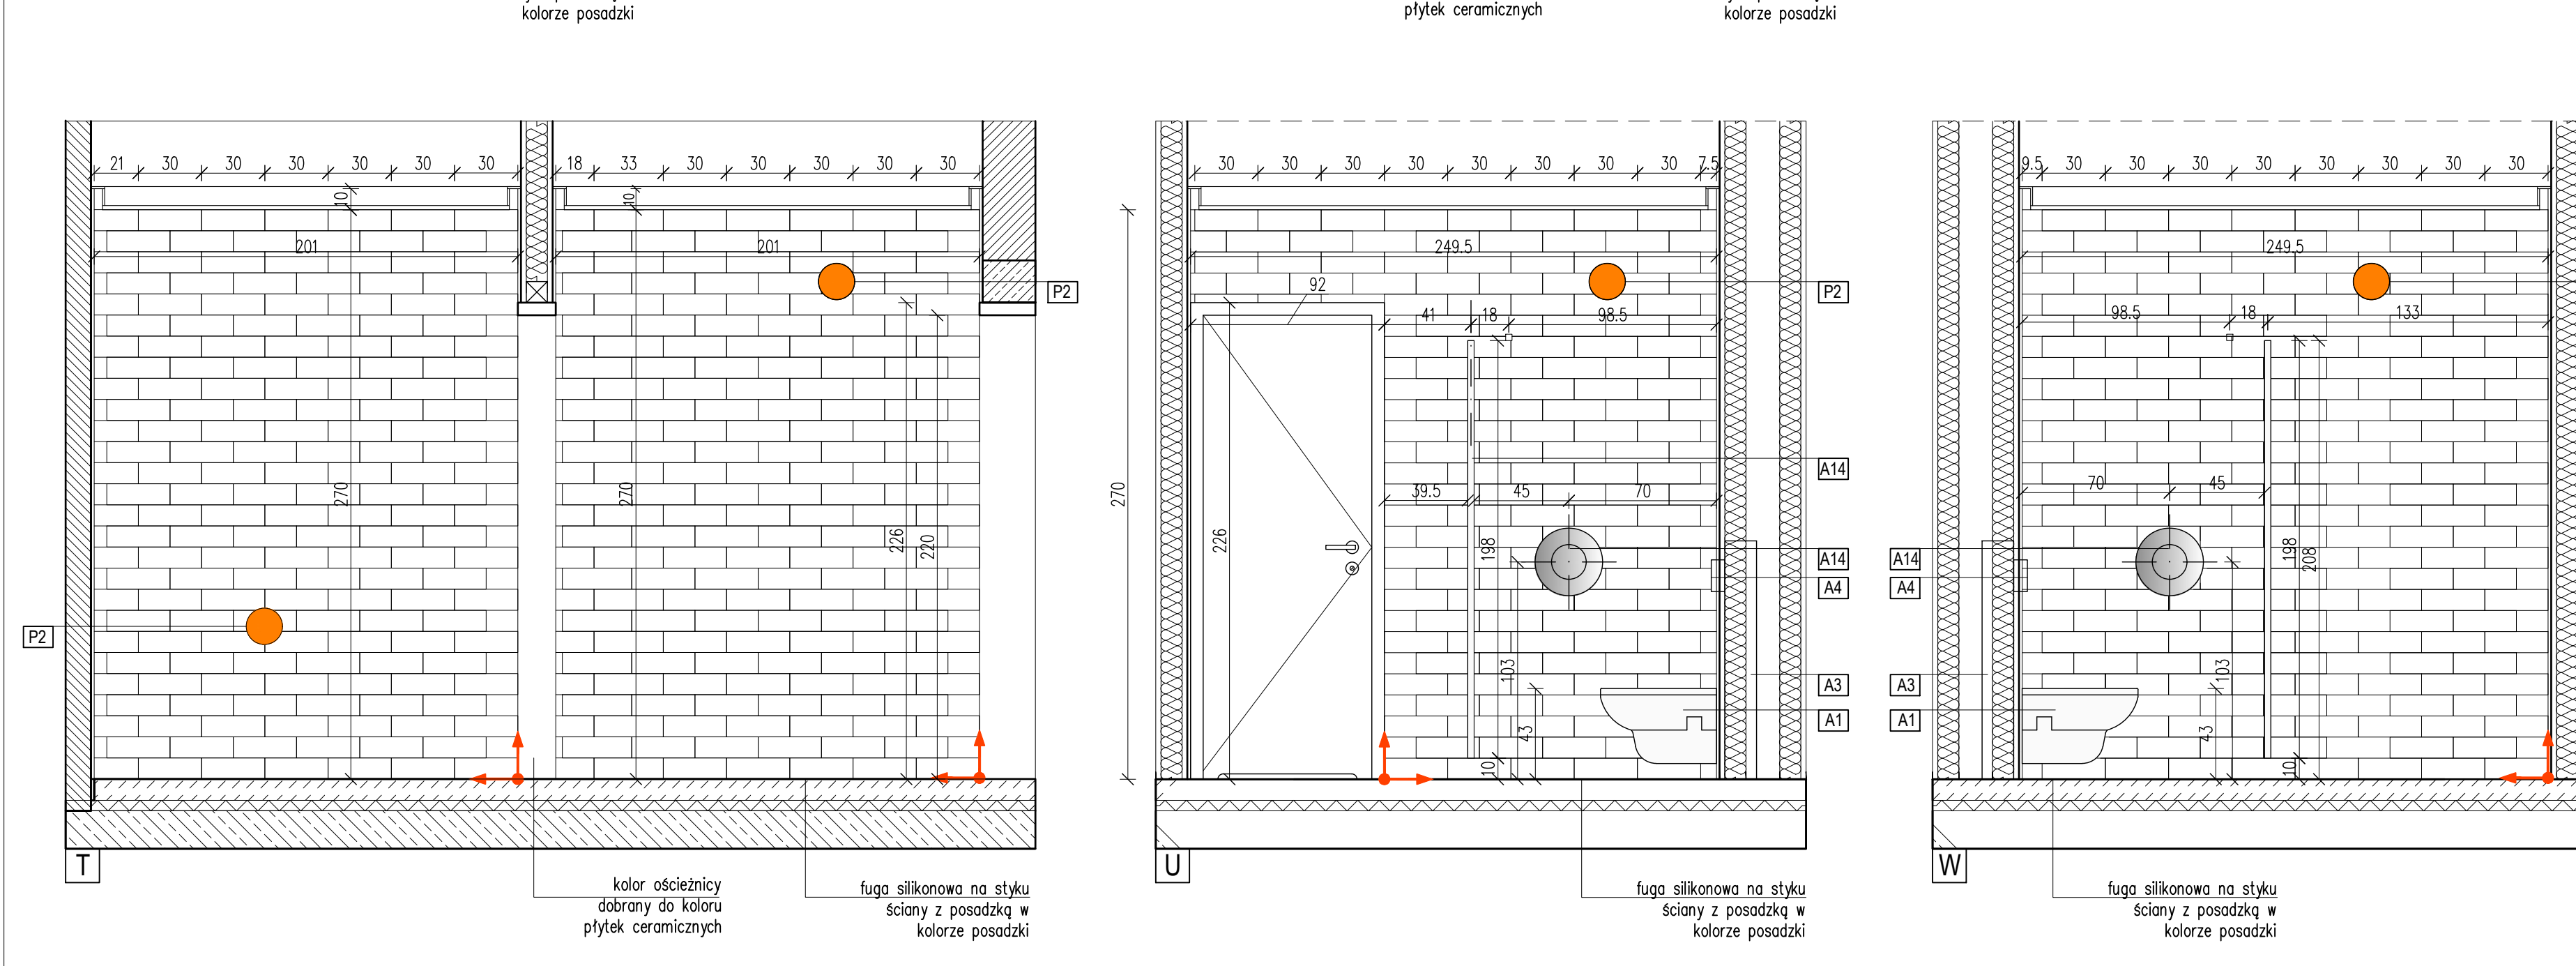 kolorze posadzki
płytek ceramicznych
kolorze posadzki
21 30 30 30 30 30 30 18 33 30 30 30 30 30
10 10
201 201
P2
270 270
226 220
P2
T
kolor ościeżnicy
dobrany do koloru
płytek ceramicznych
fuga silikonowa na styku
ściany z posadzką w
kolorze posadzki
30 30 30 30 30 30 30 30 7.5
249.5
92
P2
41 18 98.5
A14
39.5 45 70
270
226
198
A14
A4
103
A3
A1
43
10
U
fuga silikonowa na styku
ściany z posadzką w
kolorze posadzki
9.5 30 30 30 30 30 30 30 30
249.5
98.5 18 133
70 45
198 208
A14
A4
103
A3
A1
43
10
W
fuga silikonowa na styku
ściany z posadzką w
kolorze posadzki